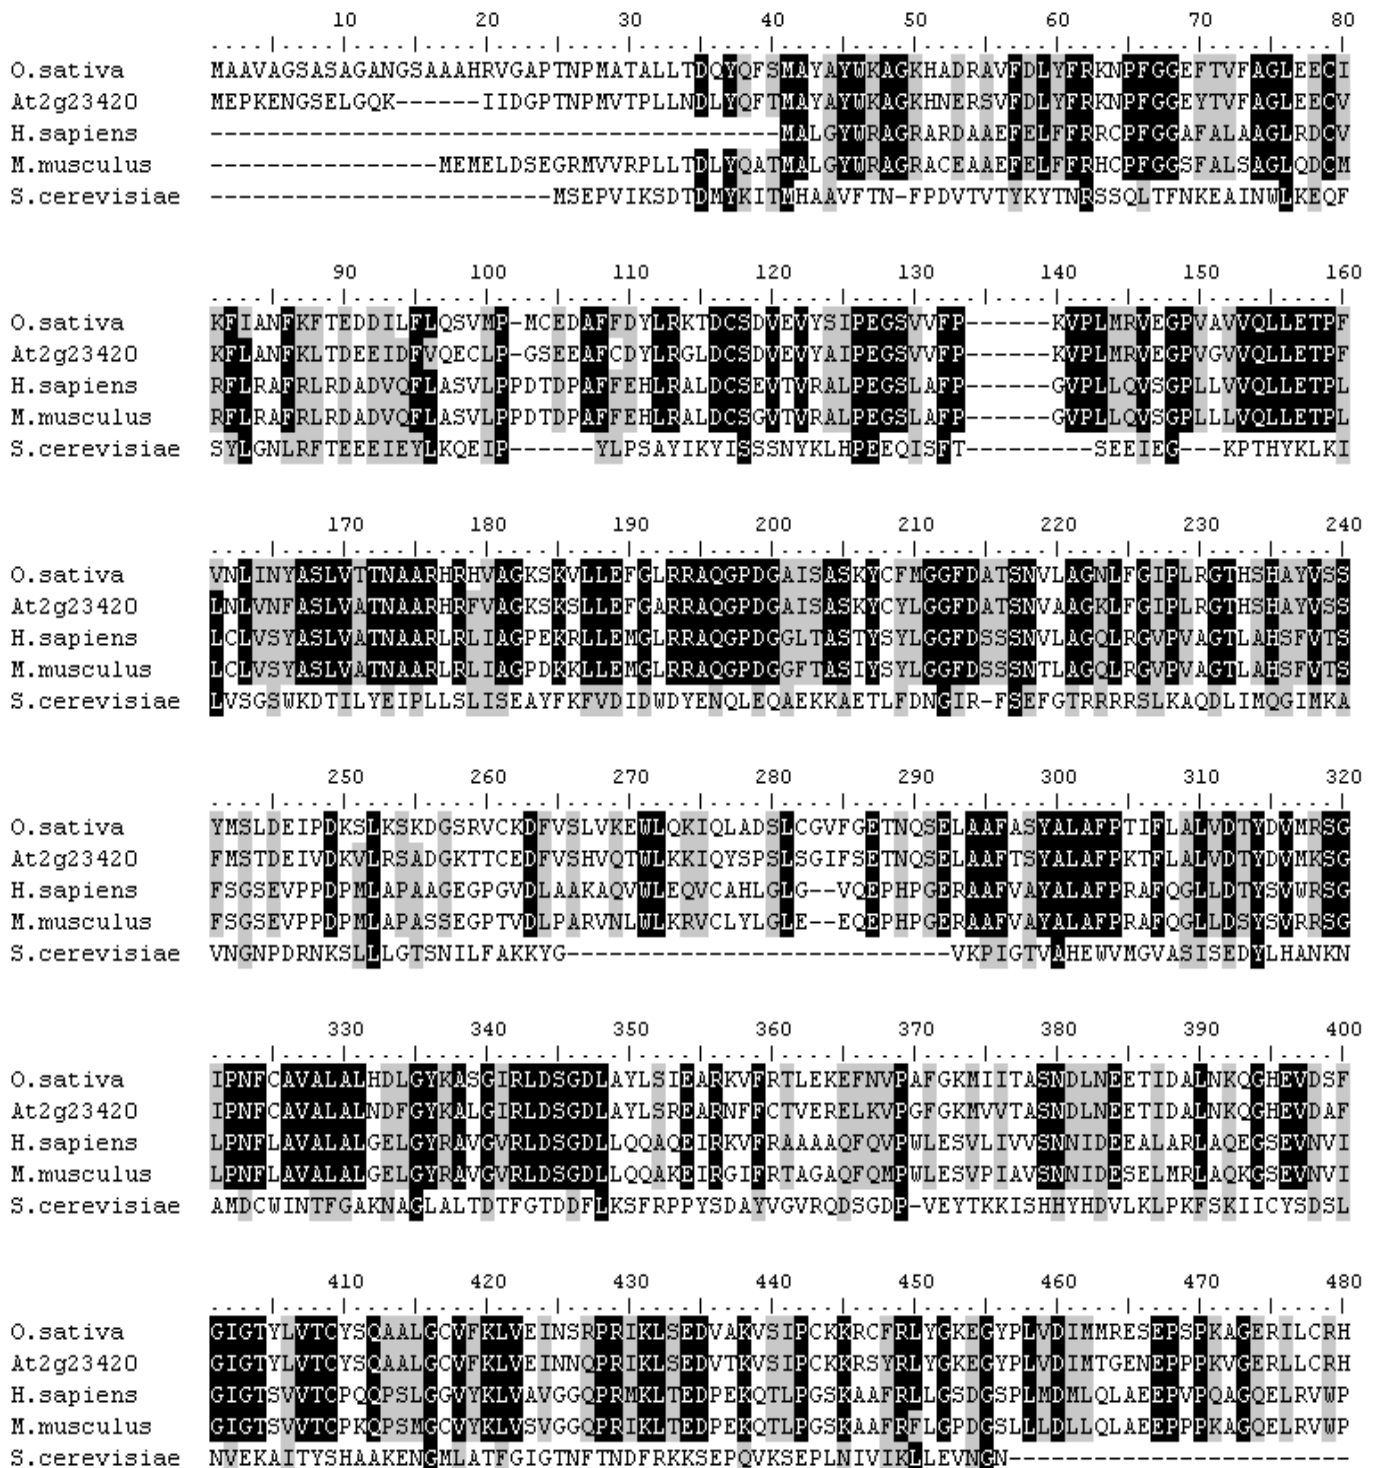 10 20 30 40 50 60 70 80
O.sativa MAAVAGSASAGANGSAAAHRVGAPTNPMATALLTDQYQFSMAYAYWKAGKHADRAVFDLYFRKNPFGGEFTVFAGLEECI
At2g23420 MEPKENGSELGQK------IIDGPTNPMVTPLLNDLYQFTMAYAYWKAGKHNERSVFDLYFRKNPFGGEYTVFAGLEECV
H.sapiens ----------------------------------------MALGYWRAGRARDAAEFELFFRRCPFGGAFALAAGLRDCV
M.musculus ----------------MEMELDSEGRMVVRPLLTDLYQATMALGYWRAGRACEAAEFELFFRHCPFGGSFALSAGLQDCM
S.cerevisiae ------------------------MSEPVIKSDTDMYKITMHAAVFTN-FPDVTVTYKYTNRSSQLTFNKEAINWLKEQF
90 100 110 120 130 140 150 160
O.sativa KFIANFKFTEDDILFLQSVMP-MCEDAFFDYLRKTDCSDVEVYSIPEGSVVFP------KVPLMRVEGPVAVVQLLETPF
At2g23420 KFLANFKLTDEEIDFVQECLP-GSEEAFCDYLRGLDCSDVEVYAIPEGSVVFP------KVPLMRVEGPVGVVQLLETPF
H.sapiens RFLRAFRLRDADVQFLASVLPPDTDPAFFEHLRALDCSEVTVRALPEGSLAFP------GVPLLQVSGPLLVVQLLETPL
M.musculus RFLRAFRLRDADVQFLASVLPPDTDPAFFEHLRALDCSGVTVRALPEGSLAFP------GVPLLQVSGPLLLVQLLETPL
S.cerevisiae SYLGNLRFTEEEIEYLKQEIP------YLPSAYIKYISSSNYKLHPEEQISFT---------SEEIEG---KPTHYKLKI
170 180 190 200 210 220 230 240
O.sativa VNLINYASLVTTNAARHRHVAGKSKVLLEFGLRRAQGPDGAISASKYCFMGGFDATSNVLAGNLFGIPLRGTHSHAYVSS
At2g23420 LNLVNFASLVATNAARHRFVAGKSKSLLEFGARRAQGPDGAISASKYCYLGGFDATSNVAAGKLFGIPLRGTHSHAYVSS
H.sapiens LCLVSYASLVATNAARLRLIAGPEKRLLEMGLRRAQGPDGGLTASTYSYLGGFDSSSNVLAGQLRGVPVAGTLAHSFVTS
M.musculus LCLVSYASLVATNAARLRLIAGPDKKLLEMGLRRAQGPDGGFTASIYSYLGGFDSSSNTLAGQLRGVPVAGTLAHSFVTS
S.cerevisiae LVSGSWKDTILYEIPLLSLISEAYFKFVDIDWDYENQLEQAEKKAETLFDNGIR-FSEFGTRRRRSLKAQDLIMQGIMKA
250 260 270 280 290 300 310 320
O.sativa YMSLDEIPDKSLKSKDGSRVCKDFVSLVKEWLQKIQLADSLCGVFGETNQSELAAFASYALAFPTIFLALVDTYDVMRSG
At2g23420 FMSTDEIVDKVLRSADGKTTCEDFVSHVQTWLKKIQYSPSLSGIFSETNQSELAAFTSYALAFPKTFLALVDTYDVMKSG
H.sapiens FSGSEVPPDPMLAPAAGEGPGVDLAAKAQVWLEQVCAHLGLG--VQEPHPGERAAFVAYALAFPRAFQGLLDTYSVWRSG
M.musculus FSGSEVPPDPMLAPASSEGPTVDLPARVNLWLKRVCLYLGLE--EQEPHPGERAAFVAYALAFPRAFQGLLDSYSVRRSG
S.cerevisiae VNGNPDRNKSLLLGTSNILFAKKYG---------------------------VKPIGTVAHEWVMGVASISEDYLHANKN
330 340 350 360 370 380 390 400
O.sativa IPNFCAVALALHDLGYKASGIRLDSGDLAYLSIEARKVFRTLEKEFNVPAFGKMIITASNDLNEETIDALNKQGHEVDSF
At2g23420 IPNFCAVALALNDFGYKALGIRLDSGDLAYLSREARNFFCTVERELKVPGFGKMVVTASNDLNEETIDALNKQGHEVDAF
H.sapiens LPNFLAVALALGELGYRAVGVRLDSGDLLQQAQEIRKVFRAAAAQFQVPWLESVLIVVSNNIDEEALARLAQEGSEVNVI
M.musculus LPNFLAVALALGELGYRAVGVRLDSGDLLQQAKEIRGIFRTAGAQFQMPWLESVPIAVSNNIDESELMRLAQKGSEVNVI
S.cerevisiae AMDCWINTFGAKNAGLALTDTFGTDDFLKSFRPPYSDAYVGVRQDSGDP-VEYTKKISHHYHDVLKLPKFSKIICYSDSL
410 420 430 440 450 460 470 480
O.sativa GIGTYLVTCYSQAALGCVFKLVEINSRPRIKLSEDVAKVSIPCKKRCFRLYGKEGYPLVDIMMRESEPSPKAGERILCRH
At2g23420 GIGTYLVTCYSQAALGCVFKLVEINNQPRIKLSEDVTKVSIPCKKRSYRLYGKEGYPLVDIMTGENEPPPKVGERLLCRH
H.sapiens GIGTSVVTCPQQPSLGGVYKLVAVGGQPRMKLTEDPEKQTLPGSKAAFRLLGSDGSPLMDMLQLAEEPVPQAGQELRVWP
M.musculus GIGTSVVTCPKQPSMGCVYKLVSVGGQPRIKLTEDPEKQTLPGSKAAFRFLGPDGSLLLDLLQLAEEPPPKAGQELRVWP
S.cerevisiae NVEKAITYSHAAKENGMLATFGIGTNFTNDFRKKSEPQVKSEPLNIVIKLLEVNGN------------------------